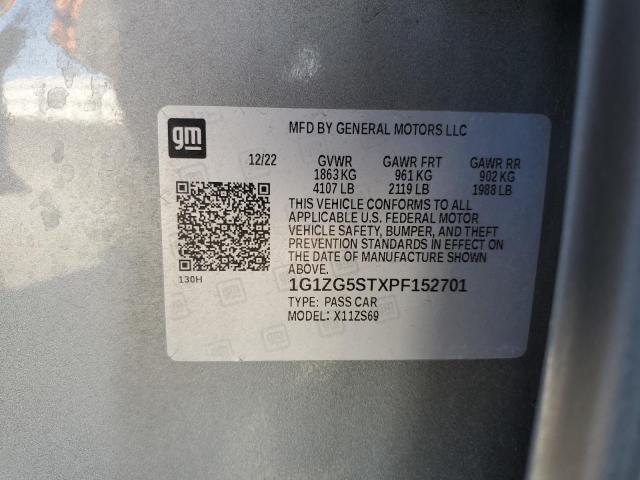 gm
MFD BY GENERAL MOTORS LLC
12/22 GVWR GAWR FRT GAWR RR
1863 KG 961 KG 902 KG
4107 LB 2119 LB 1988 LB
THIS VEHICLE CONFORMS TO ALL
APPLICABLE U.S. FEDERAL MOTOR
VEHICLE SAFETY, BUMPER, AND THEFT
PREVENTION STANDARDS IN EFFECT ON
THE DATE OF MANUFACTURE SHOWN
ABOVE.
130H
1G1ZG5STXPF152701
TYPE: PASS CAR
MODEL: X11ZS69